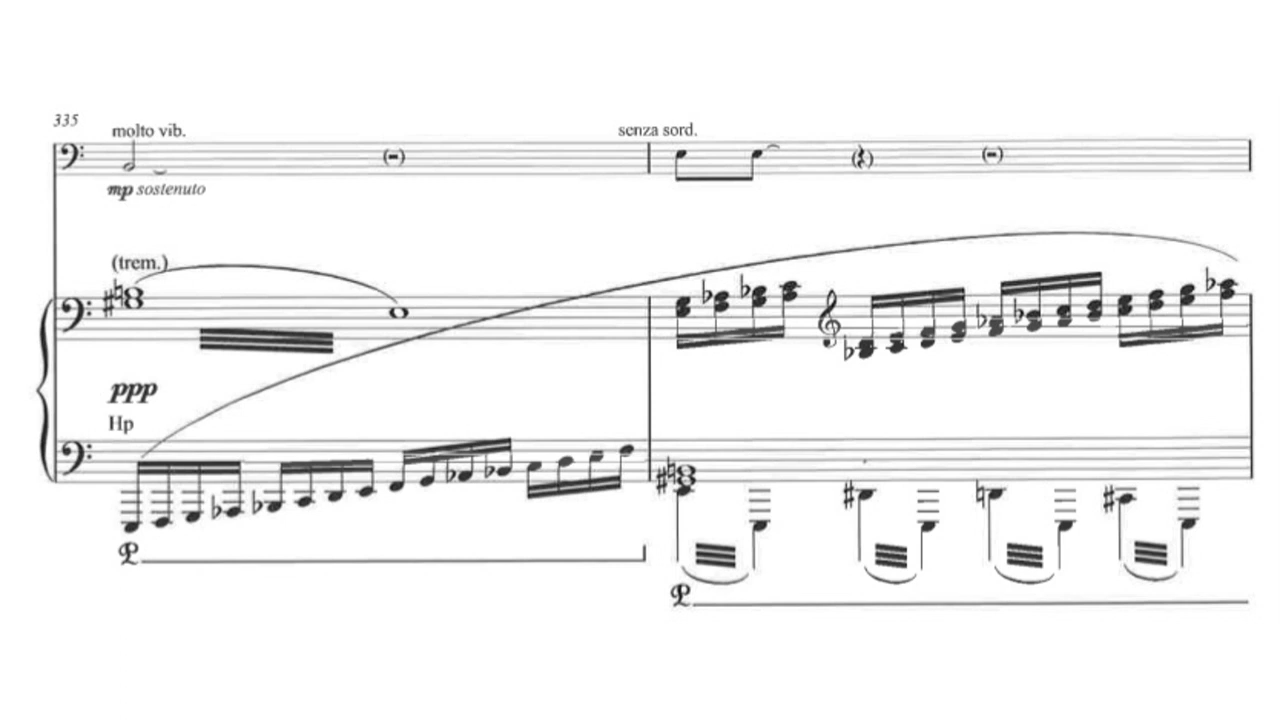 335
molto vib.
senza sord.
mp sostenuto
(trem.)
ppp
Hp